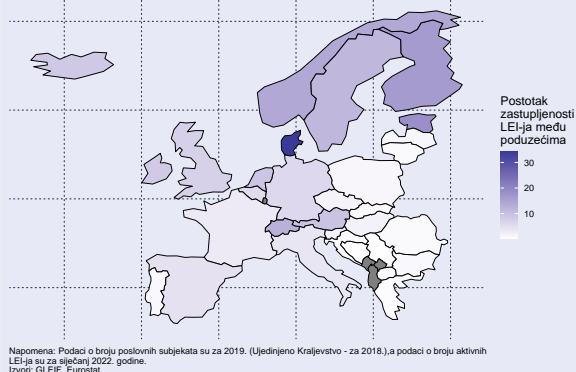 Postotak
zastupljenosti
LEI-ja među
poduzećima
30
20
10
Napomena: Podaci o broju poslovnih subjekata su za 2019. (Ujedinjeno Kraljevstvo - za 2018.),a podaci o broju aktivnih
LEI-ja su za siječanj 2022. godine.
Izvori: GLEIF, Eurostat